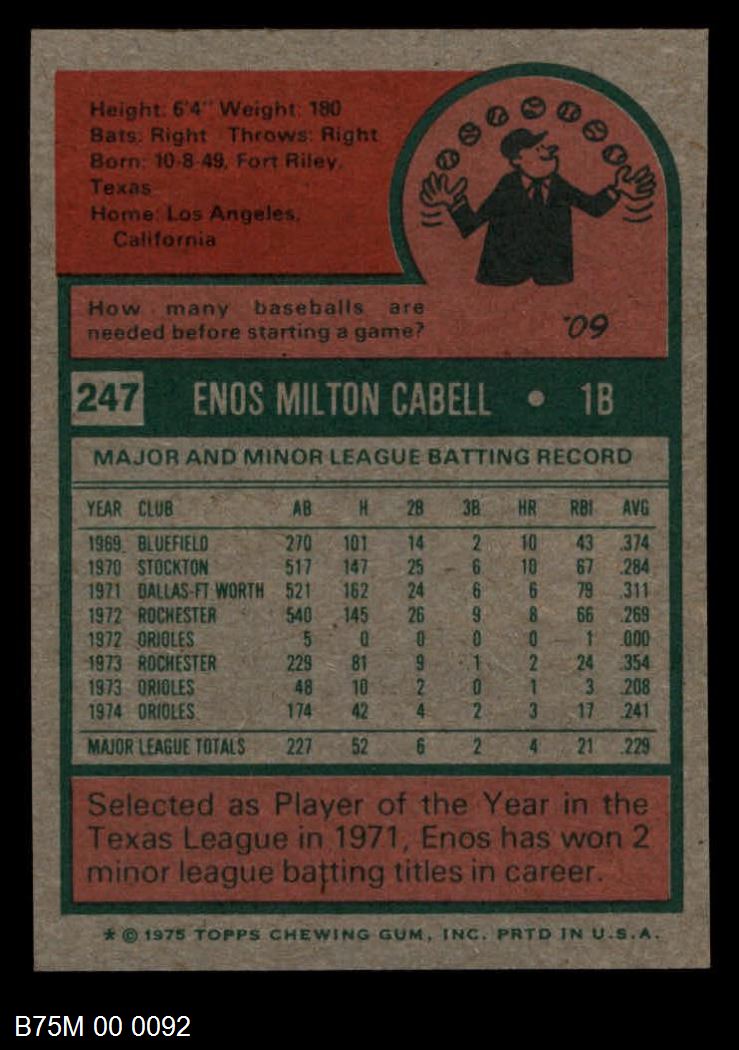 Height: 6'4" Weight: 180
Bats: Right Throws: Right
Born: 10-8-49, Fort Riley,
Texas
Home: Los Angeles,
California
How many baseballs are
needed before starting a game?
'09
247 ENOS MILTON CABELL • 1B
MAJOR AND MINOR LEAGUE BATTING RECORD
YEAR CLUB AB H 2B 3B HR RBI AVG
1969 BLUEFIELD 270 101 14 2 10 43 .374
1970 STOCKTON 517 147 25 6 10 67 .284
1971 DALLAS-FT WORTH 521 162 24 6 6 79 .311
1972 ROCHESTER 540 145 26 9 8 66 .269
1972 ORIOLES 5 0 0 0 0 1 .000
1973 ROCHESTER 229 81 9 1 2 24 .354
1973 ORIOLES 48 10 2 0 1 3 .208
1974 ORIOLES 174 42 4 2 3 17 .241
MAJOR LEAGUE TOTALS 227 52 6 2 4 21 .229
Selected as Player of the Year in the
Texas League in 1971, Enos has won 2
minor league batting titles in career.
* © 1975 TOPPS CHEWING GUM, INC. PRTD IN U.S.A.
B75M 00 0092